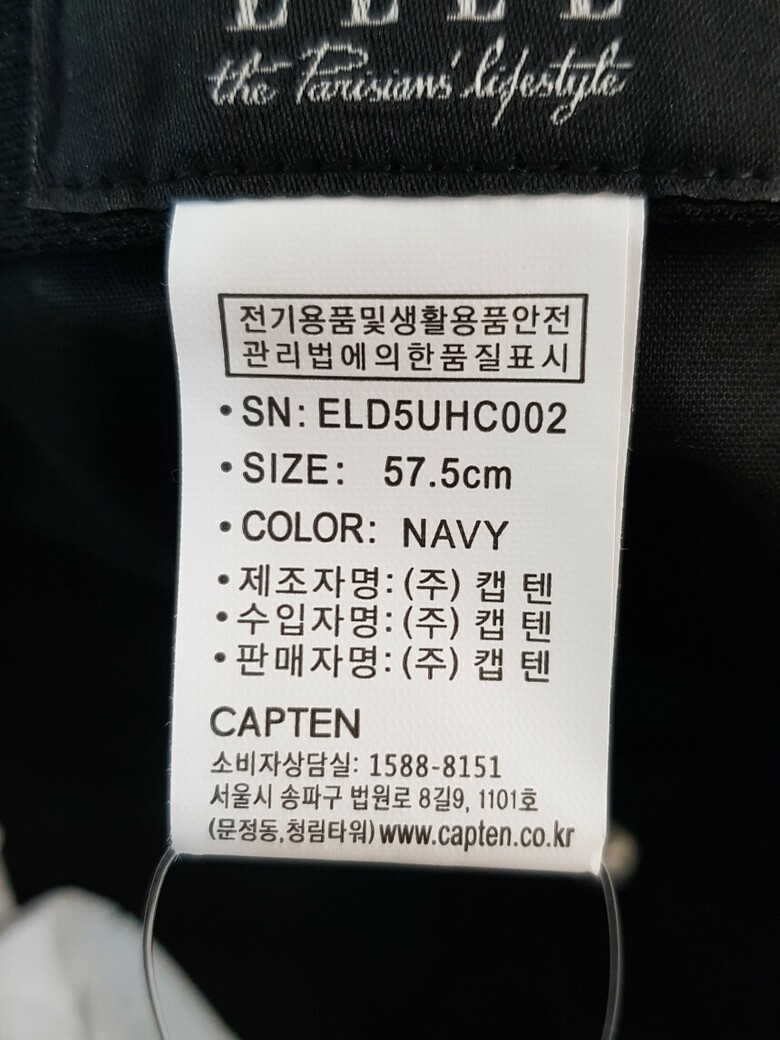 ELLE
the Parisians' lifestyle
전기용품및생활용품안전
관리법에의한품질표시
•SN: ELD5UHC002
•SIZE: 57.5cm
•COLOR: NAVY
•제조자명:(주) 캡 텐
•수입자명:(주) 캡 텐
•판매자명:(주) 캡 텐
CAPTEN
소비자상담실: 1588-8151
서울시 송파구 법원로 8길9, 1101호
(문정동,청림타워) www.capten.co.kr